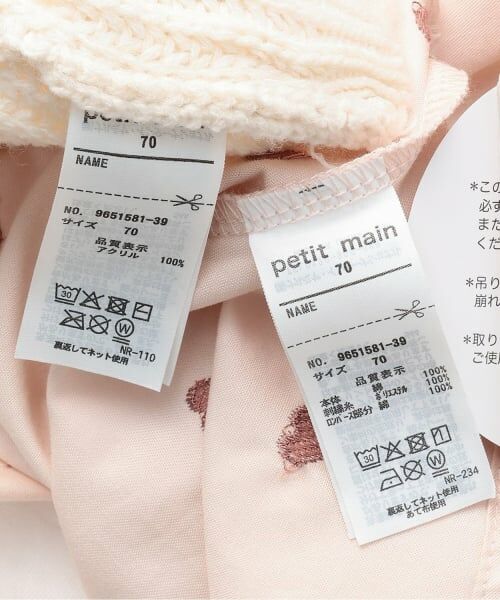 petit main
70
NAME
NO. 9651581-39
サイズ 70
品質表示
アクリル 100%
30
W
裏返してネット使用
NR-110
petit main
70
NAME
NO. 9651581-39
サイズ 70
品質表示
本体 綿 100%
刺繍糸 ポリエステル 100%
ロンパース部分 綿 100%
30
W
NR-234
裏返してネット使用
あて布使用
*この
必ず
また
くだ
*吊り
崩れ
*取り
ご使用